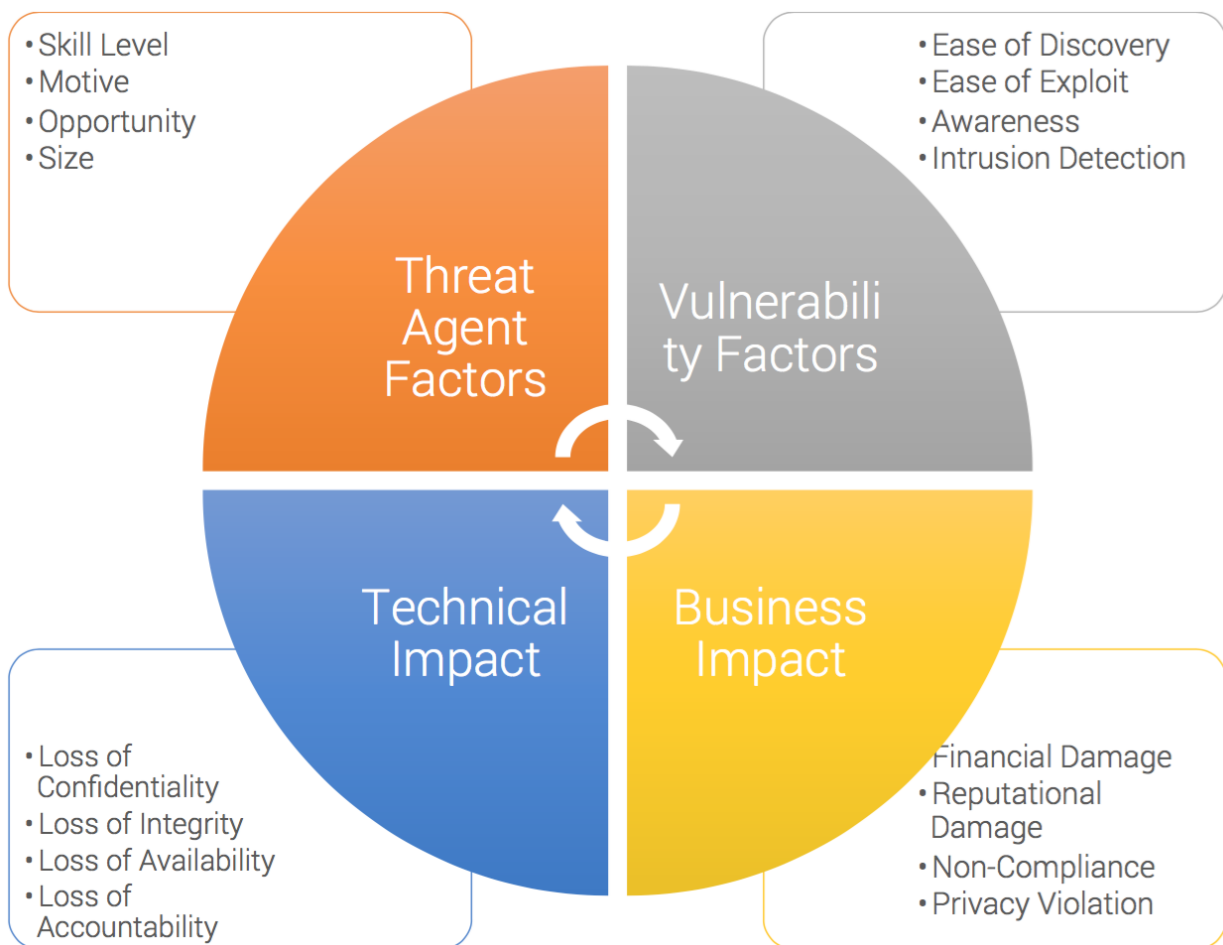 • Skill Level
• Motive
• Opportunity
• Size
• Ease of Discovery
• Ease of Exploit
• Awareness
• Intrusion Detection
Threat
Agent
Factors
Vulnerabili
ty Factors
Technical
Impact
Business
Impact
• Loss of
Confidentiality
• Loss of Integrity
• Loss of Availability
• Loss of
Accountability
Financial Damage
• Reputational
Damage
• Non-Compliance
• Privacy Violation